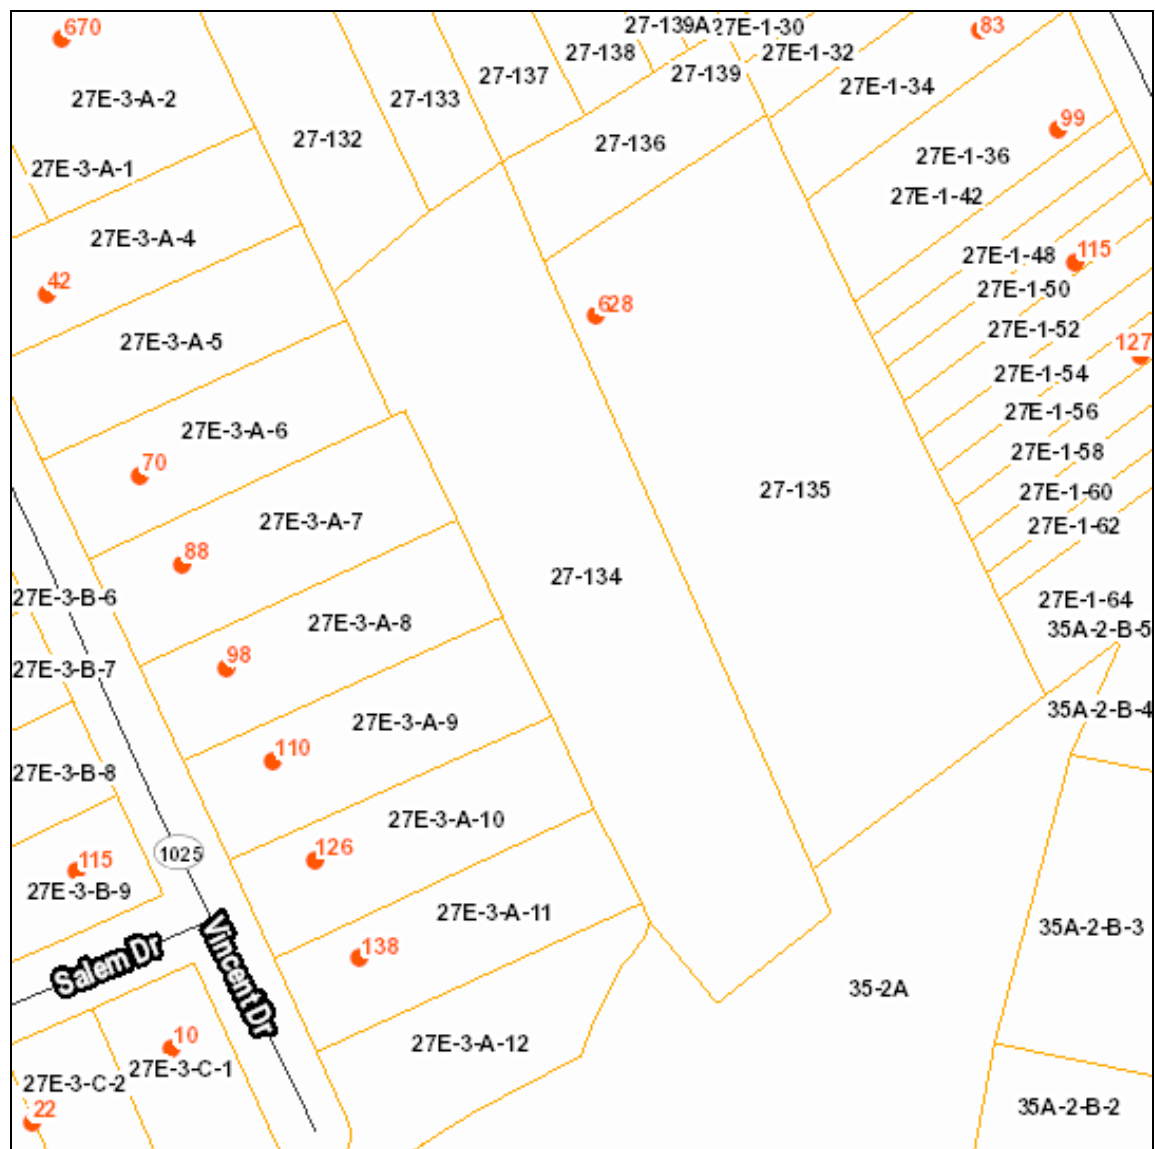 670
27-139A
27E-1-30
83
27-138
27E-1-32
27-137
27-139
27E-1-34
27E-3-A-2
27-133
99
27-132
27-136
27E-1-36
27E-3-A-1
27E-1-42
27E-3-A-4
27E-1-48
115
42
27E-1-50
628
27E-1-52
27E-3-A-5
127
27E-1-54
27E-1-56
27E-3-A-6
27E-1-58
70
27-135
27E-1-60
27E-3-A-7
27E-1-62
88
27-134
27E-3-B-6
27E-1-64
27E-3-A-8
35A-2-B-5
98
27E-3-B-7
35A-2-B-4
27E-3-A-9
110
27E-3-B-8
27E-3-A-10
126
1025
115
27E-3-B-9
27E-3-A-11
35A-2-B-3
138
Salem Dr
Vincent Dr
35-2A
10
27E-3-A-12
27E-3-C-1
27E-3-C-2
22
35A-2-B-2